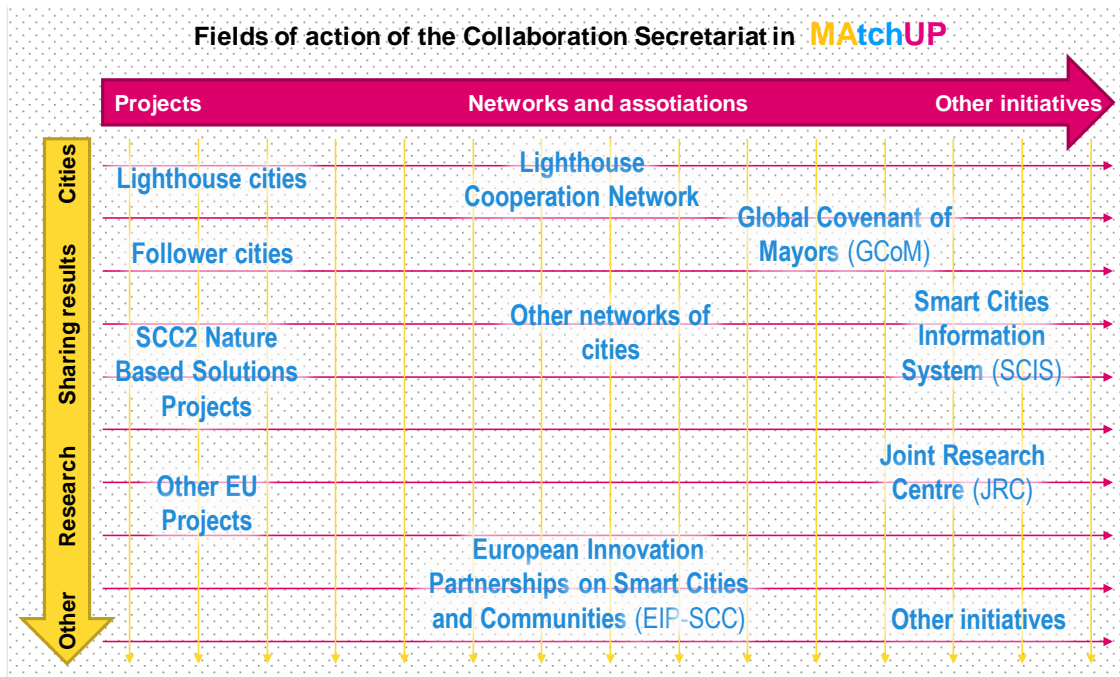 Fields of action of the Collaboration Secretariat in MAtchUP
Projects Networks and assotiations Other initiatives
Cities
Sharing results
Research
Other
Lighthouse cities
Lighthouse
Cooperation Network
Global Covenant of
Mayors (GCoM)
Follower cities
Other networks of
cities
Smart Cities
Information
System (SCIS)
SCC2 Nature
Based Solutions
Projects
Joint Research
Centre (JRC)
Other EU
Projects
European Innovation
Partnerships on Smart Cities
and Communities (EIP-SCC)
Other initiatives